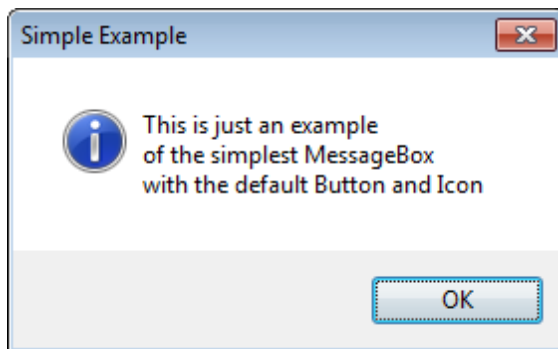 Simple Example
This is just an example
of the simplest MessageBox
with the default Button and Icon
OK